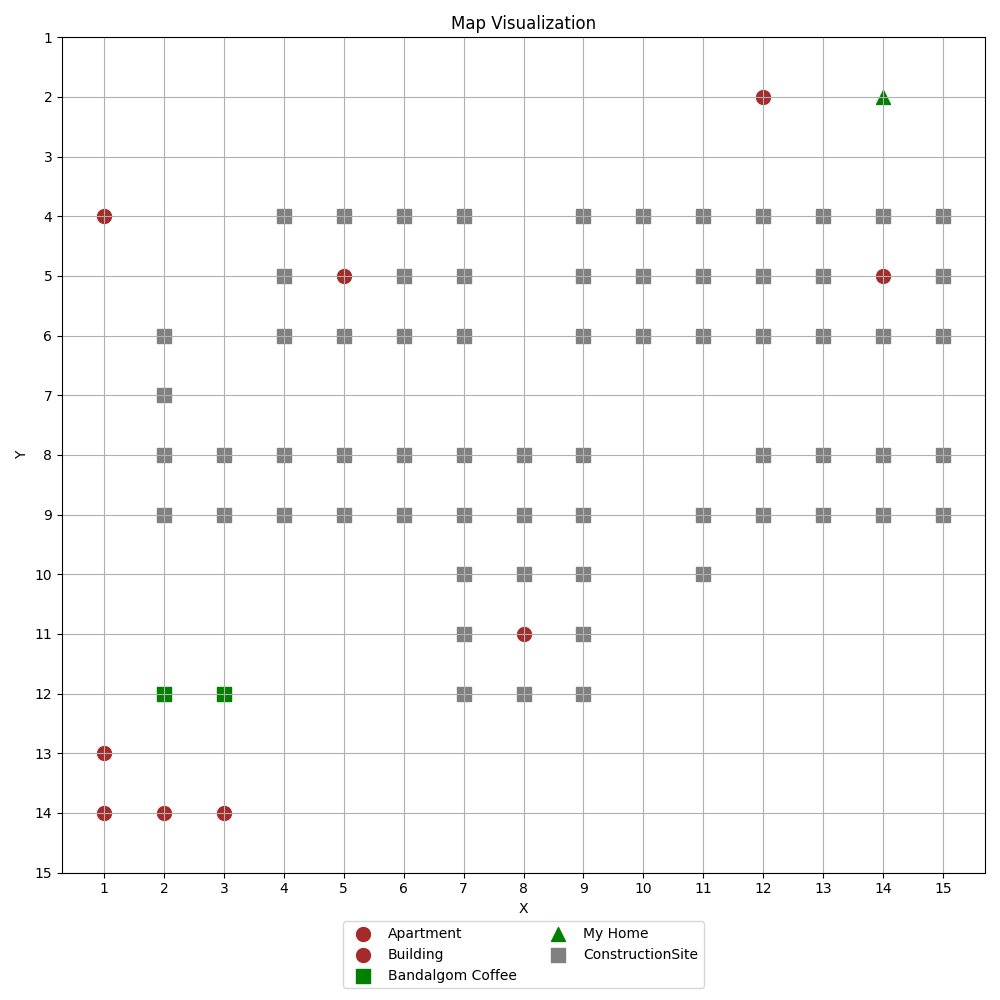 Map Visualization
1
2
3
4
5
6
7
8
9
10
11
12
13
14
15
Y
1 2 3 4 5 6 7 8 9 10 11 12 13 14 15
X
Apartment
Building
Bandalgom Coffee
My Home
ConstructionSite